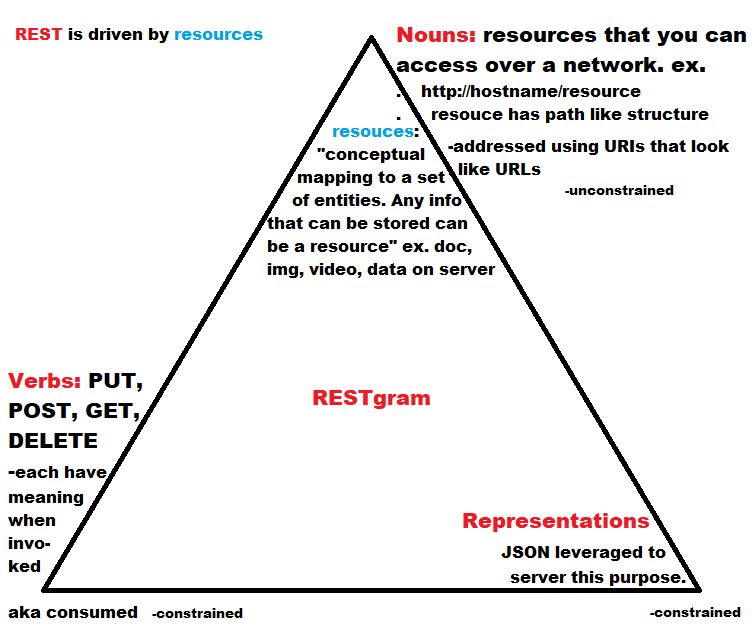 REST is driven by resources
Nouns: resources that you can
access over a network. ex.
. http://hostname/resource
. resouce has path like structure
-addressed using URIs that look
like URLs
-unconstrained
resouces:
"conceptual
mapping to a set
of entities. Any info
that can be stored can
be a resource" ex. doc,
img, video, data on server
RESTgram
Verbs: PUT,
POST, GET,
DELETE
-each have
meaning
when
invo-
ked
aka consumed -constrained
Representations
JSON leveraged to
server this purpose.
-constrained